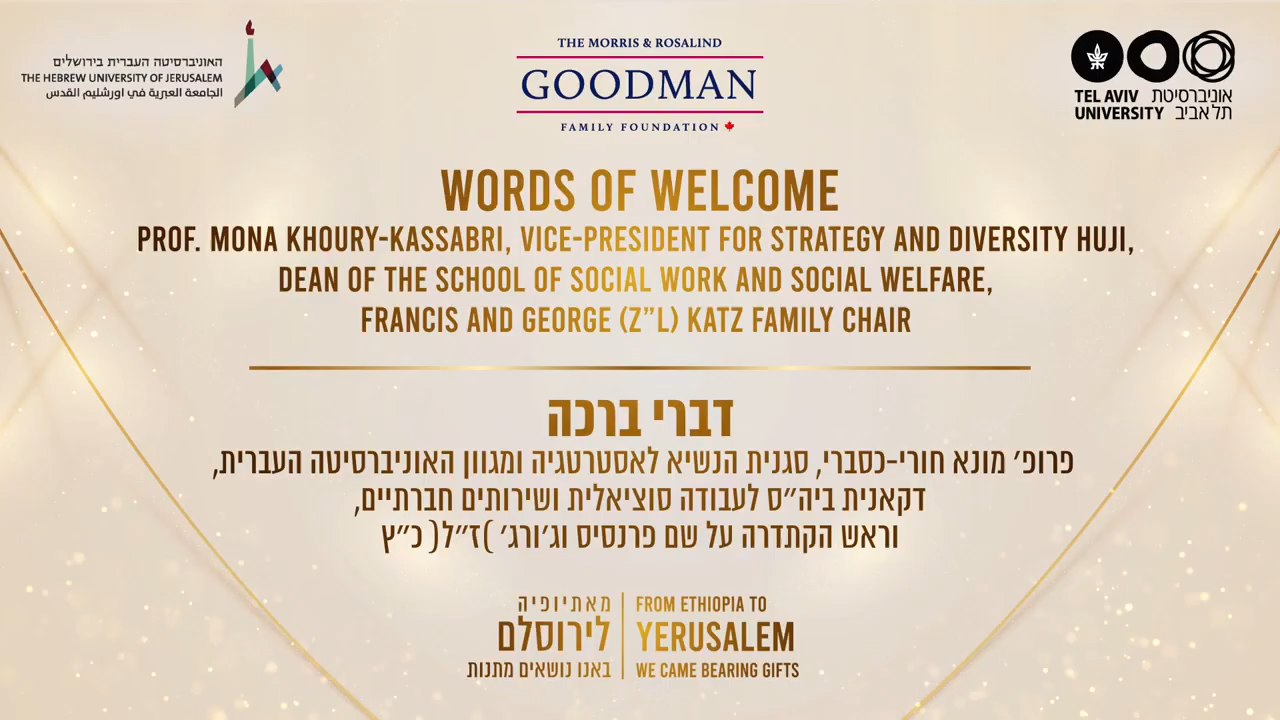 האוניברסיטה העברית בירושלים
THE HEBREW UNIVERSITY OF JERUSALEM
الجامعة العبرية في اورشليم القدس
THE MORRIS & ROSALIND
GOODMAN
FAMILY FOUNDATION
TEL AVIV אוניברסיטת
UNIVERSITY תל אביב
WORDS OF WELCOME
PROF. MONA KHOURY-KASSABRI, VICE-PRESIDENT FOR STRATEGY AND DIVERSITY HUJI,
DEAN OF THE SCHOOL OF SOCIAL WORK AND SOCIAL WELFARE,
FRANCIS AND GEORGE (Z”L) KATZ FAMILY CHAIR
דברי ברכה
פרופ׳ מונא חורי-כסברי, סגנית הנשיא לאסטרטגיה ומגוון האוניברסיטה העברית,
דקאנית ביה״ס לעבודה סוציאלית ושירותים חברתיים,
וראש הקתדרה על שם פרנסיס וג׳ורג׳ )ז״ל( כ״ץ
מאתיופיה
לירוסלם
באנו נושאים מתנות
FROM ETHIOPIA TO
YERUSALEM
WE CAME BEARING GIFTS